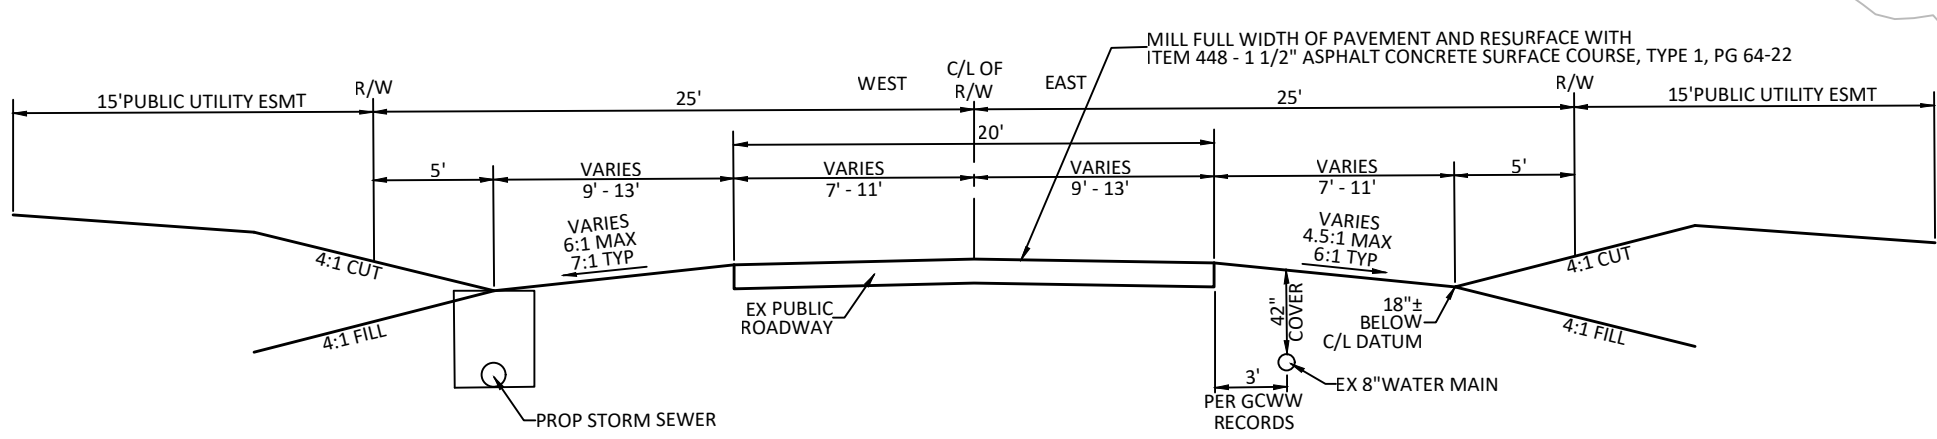 MILL FULL WIDTH OF PAVEMENT AND RESURFACE WITH
ITEM 448 - 1 1/2" ASPHALT CONCRETE SURFACE COURSE, TYPE 1, PG 64-22
15'PUBLIC UTILITY ESMT
R/W
25'
WEST
C/L OF
R/W
EAST
25'
R/W
15'PUBLIC UTILITY ESMT
20'
5'
VARIES
9' - 13'
VARIES
7' - 11'
VARIES
9' - 13'
VARIES
7' - 11'
5'
VARIES
6:1 MAX
7:1 TYP
VARIES
4.5:1 MAX
6:1 TYP
4:1 CUT
4:1 CUT
EX PUBLIC
ROADWAY
42"
COVER
18"±
BELOW
C/L DATUM
4:1 FILL
4:1 FILL
3'
PER GCWW
RECORDS
EX 8"WATER MAIN
PROP STORM SEWER